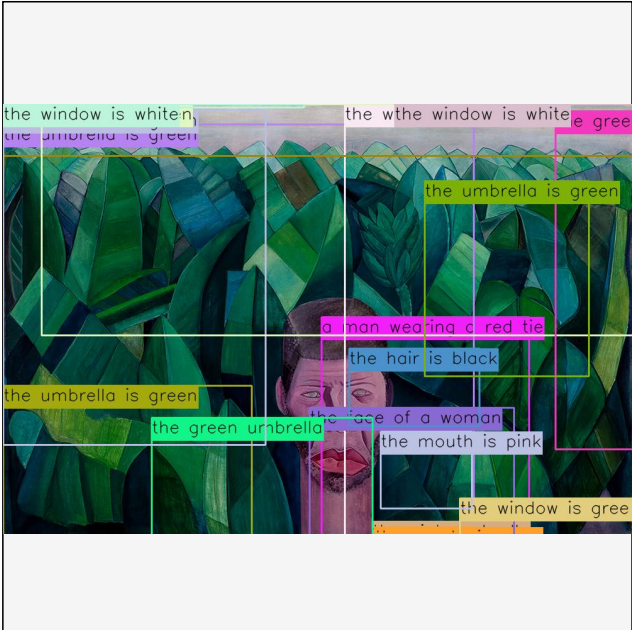 the window is white
n,
the umbrella is green
the w
the window is white
e gree
the umbrella is green
a man wearing a red tie
the hair is black
the umbrella is green
the face of a woman
the green umbrella
the mouth is pink
the window is gree